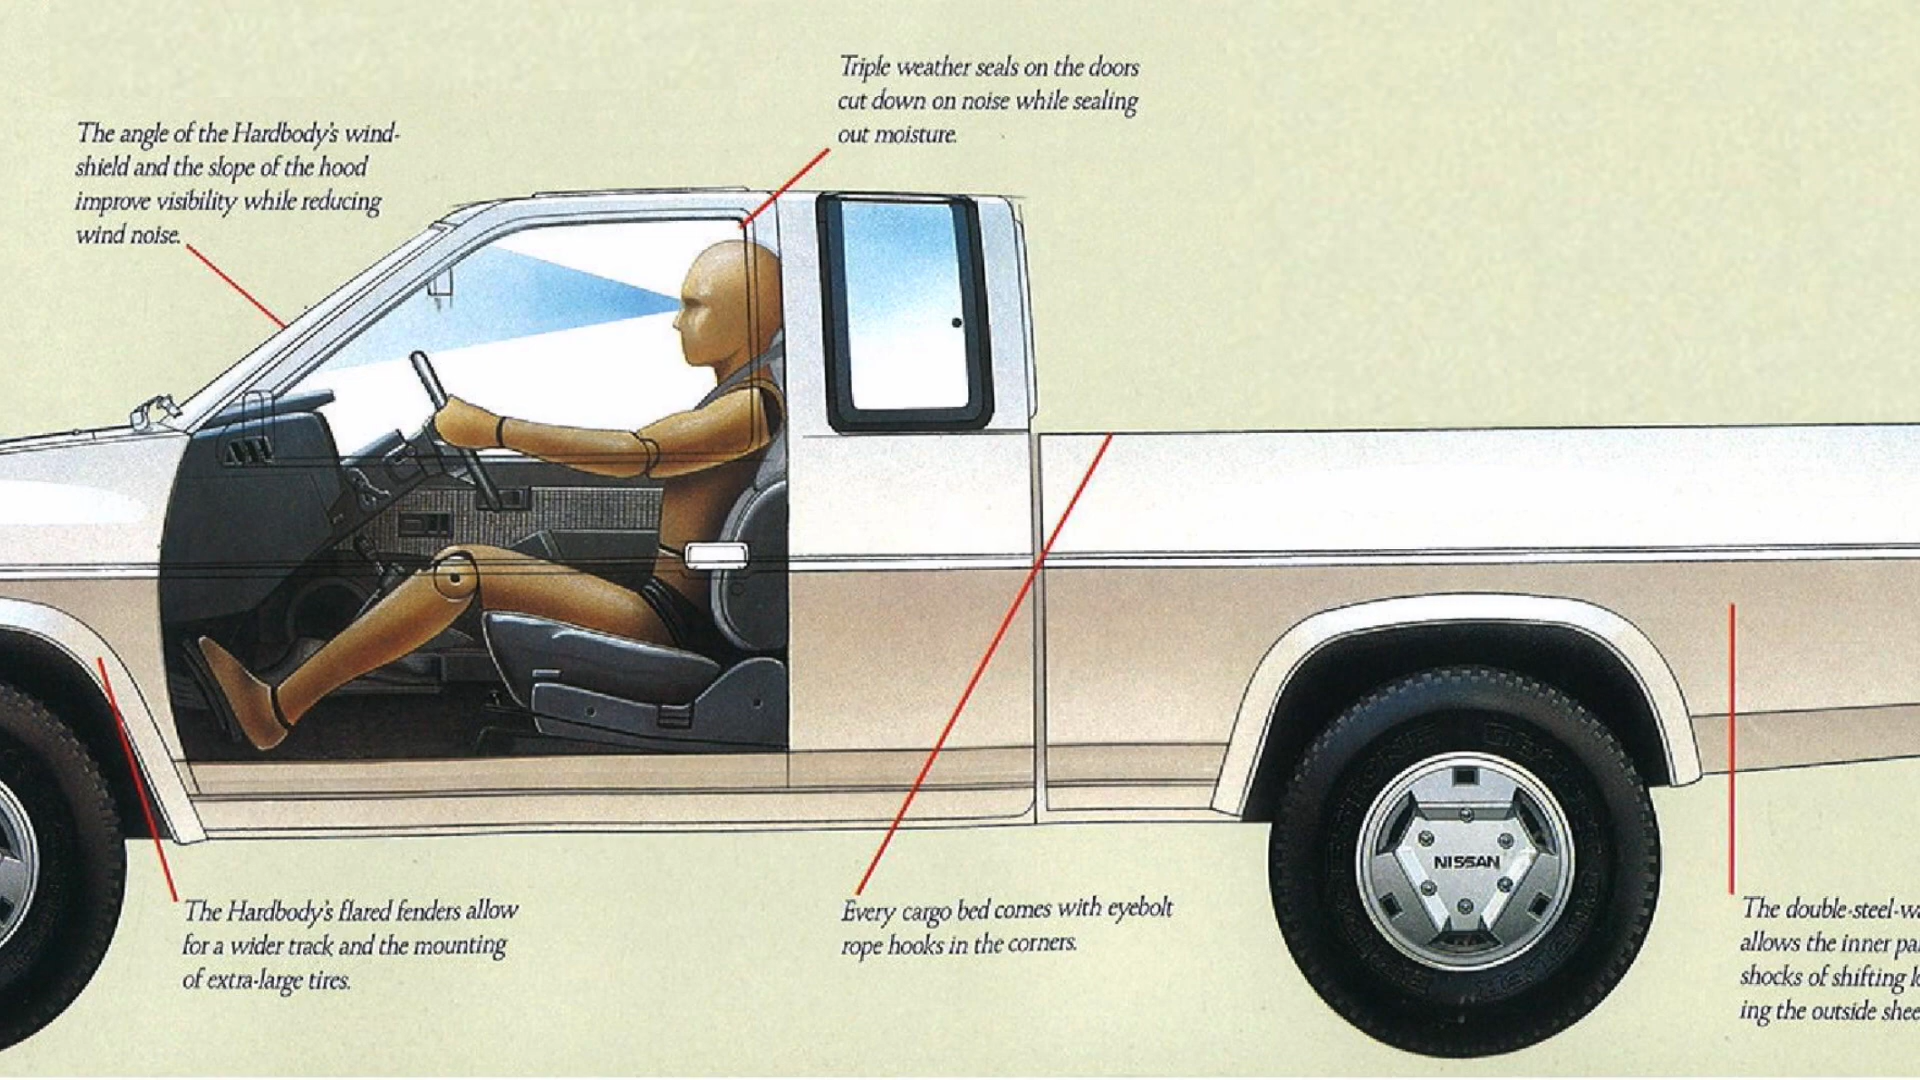 Triple weather seals on the doors
cut down on noise while sealing
out moisture.
The angle of the Hardbody's wind-
shield and the slope of the hood
improve visibility while reducing
wind noise.
NISSAN
The Hardbody's flared fenders allow
for a wider track and the mounting
of extra-large tires.
Every cargo bed comes with eyebolt
rope hooks in the corners.
The double-steel-wa
allows the inner pa
shocks of shifting
ing the outside shee